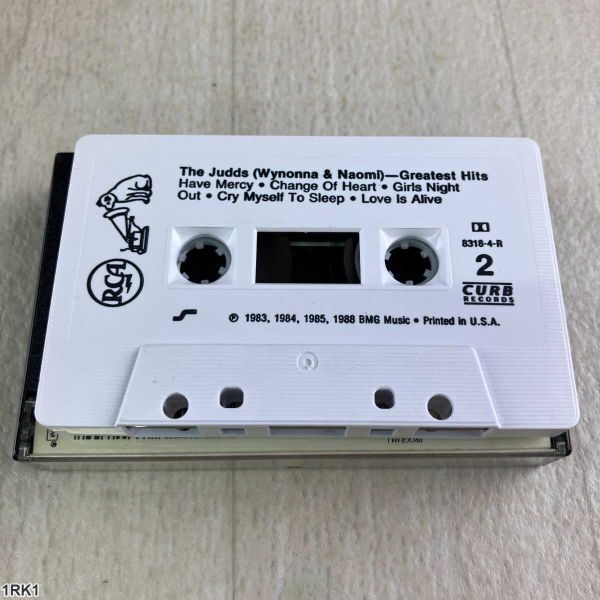 The Judds (Wynonna & Naomi)—Greatest Hits
Have Mercy • Change Of Heart • Girls Night
Out • Cry Myself To Sleep • Love Is Alive
8318-4-R
2
CURB
RECORDS
RCA
℗ 1983, 1984, 1985, 1988 BMG Music • Printed in U.S.A.
1RK1